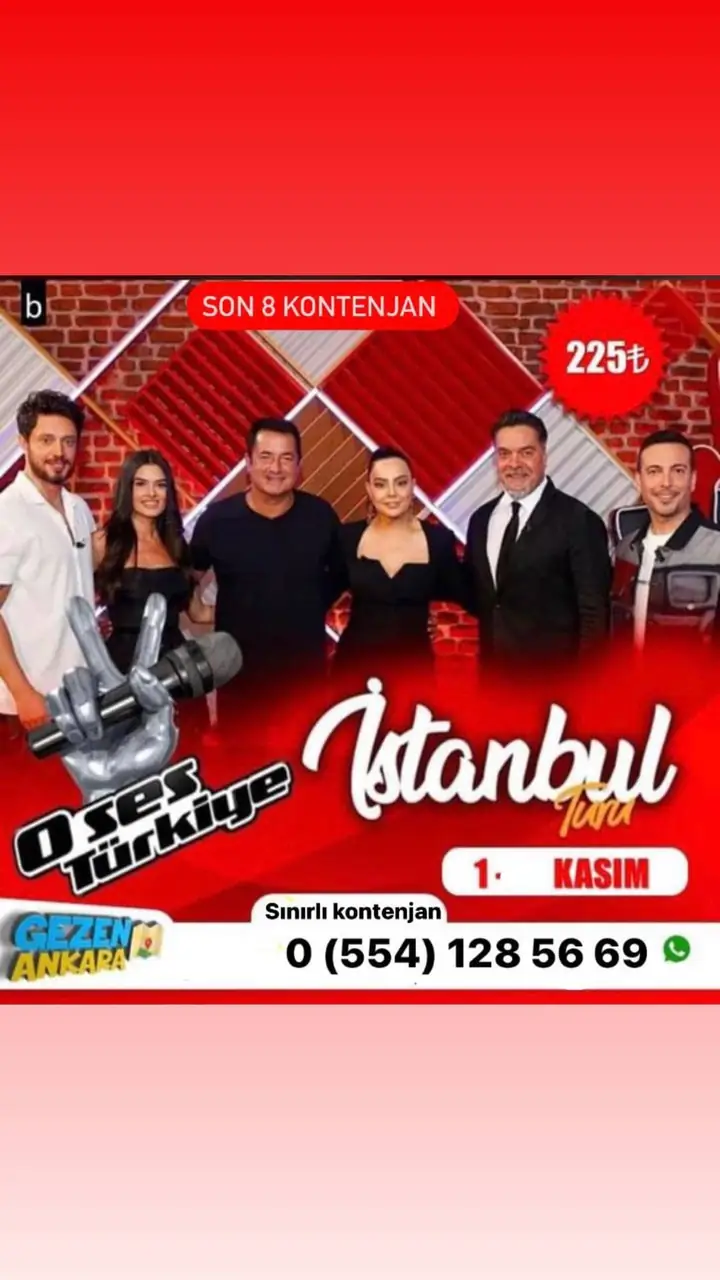 b
SON 8 KONTENJAN
225₺
İstanbul
Turu
O ses
Türkiye
1. KASIM
Sınırlı kontenjan
GEZEN
ANKARA
0 (554) 128 56 69